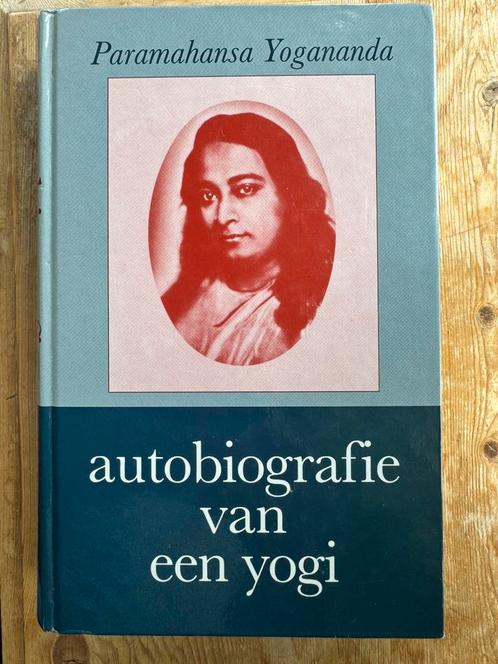 Paramahansa Yogananda
autobiografie
van
een yogi